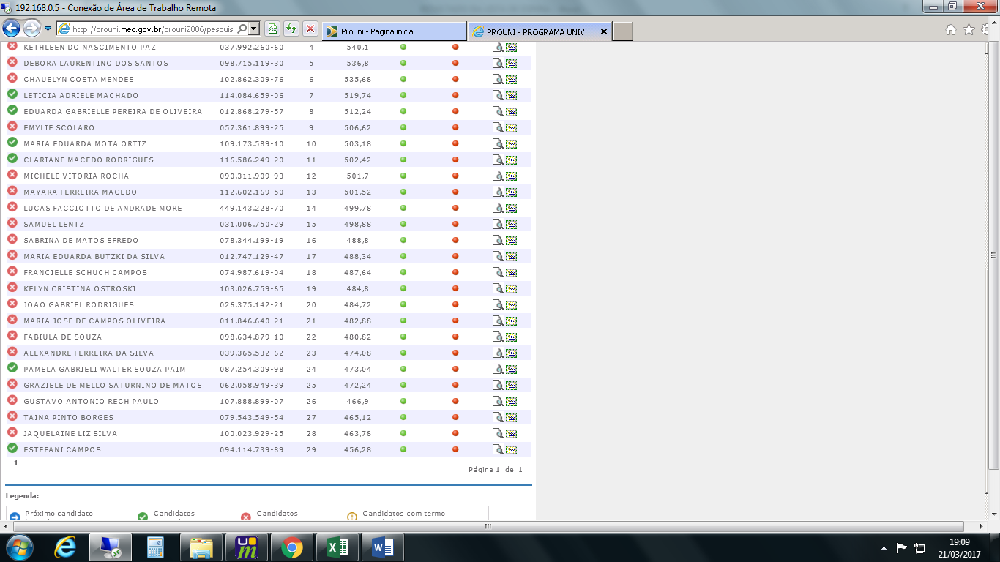 192.168.0.5 - Conexão de Área de Trabalho Remota
http://prouni.mec.gov.br/prouni2006/pesquis
Prouni - Página inicial
PROUNI - PROGRAMA UNIV...
KETHLEEN DO NASCIMENTO PAZ 037.992.260-60 4 540,1
DEBORA LAURENTINO DOS SANTOS 098.715.119-30 5 536,8
CHAUELYN COSTA MENDES 102.862.309-76 6 535,68
LETICIA ADRIELE MACHADO 114.084.659-06 7 519,74
EDUARDA GABRIELLE PEREIRA DE OLIVEIRA 012.868.279-57 8 512,24
EMYLIE SCOLARO 057.361.899-25 9 506,62
MARIA EDUARDA MOTA ORTIZ 109.173.589-10 10 503,18
CLARIANE MACEDO RODRIGUES 116.586.249-20 11 502,42
MICHELE VITORIA ROCHA 090.311.909-93 12 501,7
MAYARA FERREIRA MACEDO 112.602.169-50 13 501,52
LUCAS FACCIOTTO DE ANDRADE MORE 449.143.228-70 14 499,78
SAMUEL LENTZ 031.006.750-29 15 498,88
SABRINA DE MATOS SFREDO 078.344.199-19 16 488,8
MARIA EDUARDA BUTZKI DA SILVA 012.747.129-47 17 488,34
FRANCIELLE SCHUCH CAMPOS 074.987.619-04 18 487,64
KELYN CRISTINA OSTROSKI 103.026.759-65 19 484,8
JOAO GABRIEL RODRIGUES 026.375.142-21 20 484,72
MARIA JOSE DE CAMPOS OLIVEIRA 011.846.640-21 21 482,88
FABIULA DE SOUZA 098.634.879-10 22 480,82
ALEXANDRE FERREIRA DA SILVA 039.365.532-62 23 474,08
PAMELA GABRIELI WALTER SOUZA PAIM 087.254.309-98 24 473,04
GRAZIELE DE MELLO SATURNINO DE MATOS 062.058.949-39 25 472,24
GUSTAVO ANTONIO RECH PAULO 107.888.899-07 26 466,9
TAINA PINTO BORGES 079.543.549-54 27 465,12
JAQUELAINE LIZ SILVA 100.023.929-25 28 463,78
ESTEFANI CAMPOS 094.114.739-89 29 456,28
1
Página 1 de 1
Legenda:
Próximo candidato Candidatos Candidatos Candidatos com termo
19:09
21/03/2017